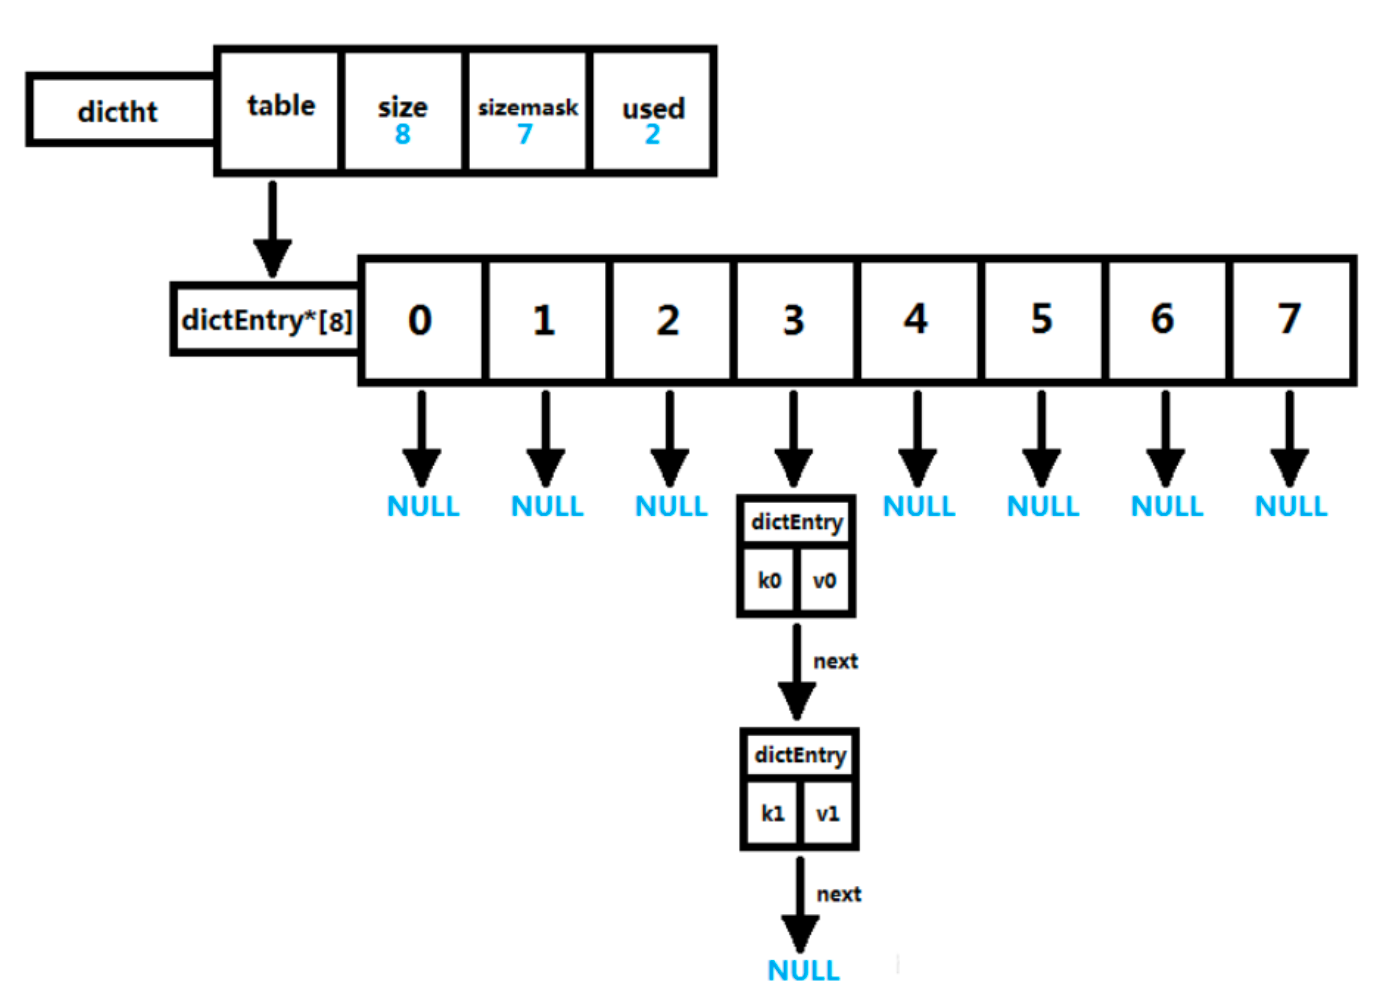 dictht
table
size
8
sizemask
7
used
2
dictEntry*[8]
0
1
2
3
4
5
6
7
NULL
NULL
NULL
NULL
NULL
NULL
NULL
dictEntry
k0
v0
next
dictEntry
k1
v1
next
NULL